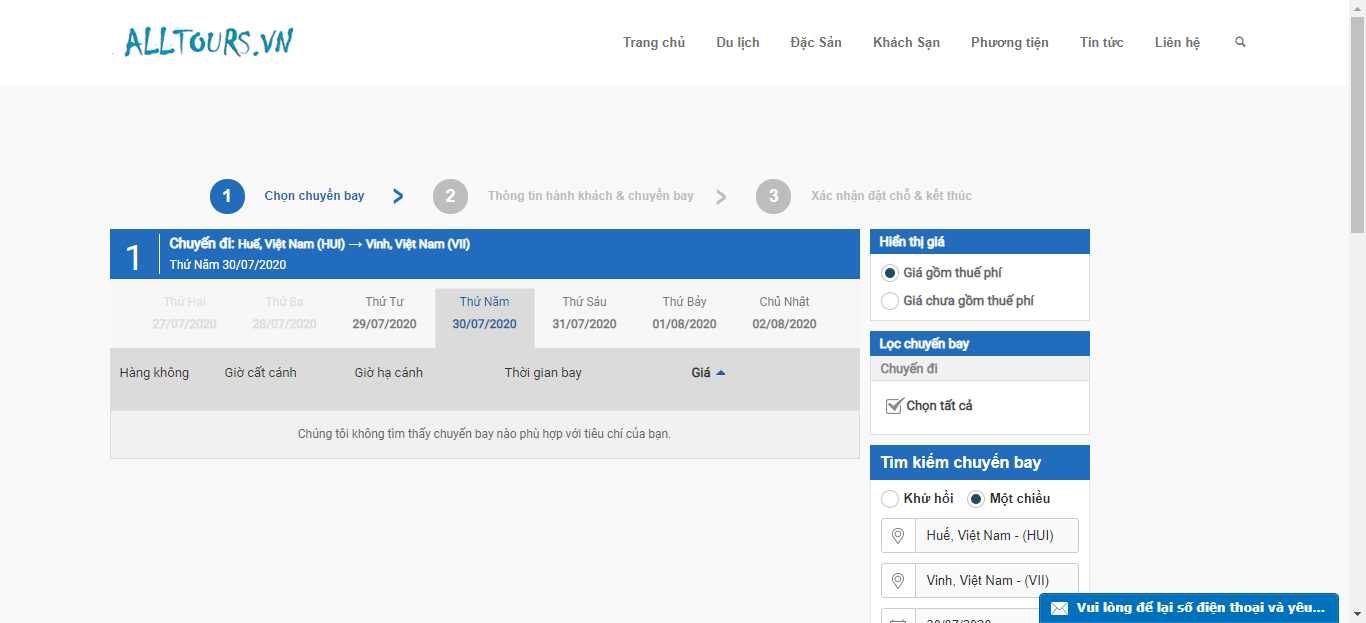 ALLTOURS.VN
Trang chủ Du lịch Đặc Sản Khách Sạn Phương tiện Tin tức Liên hệ
1 Chọn chuyến bay 2 Thông tin hành khách & chuyến bay 3 Xác nhận đặt chỗ & kết thúc
1
Chuyến đi: Huế, Việt Nam (HUI) → Vinh, Việt Nam (VII)
Thứ Năm 30/07/2020
Thứ Hai Thứ Ba Thứ Tư Thứ Năm Thứ Sáu Thứ Bảy Chủ Nhật
27/07/2020 28/07/2020 29/07/2020 30/07/2020 31/07/2020 01/08/2020 02/08/2020
Hàng không Giờ cất cánh Giờ hạ cánh Thời gian bay Giá
Chúng tôi không tìm thấy chuyến bay nào phù hợp với tiêu chí của bạn.
Hiển thị giá
Giá gồm thuế phí
Giá chưa gồm thuế phí
Lọc chuyến bay
Chuyến đi
Chọn tất cả
Tìm kiếm chuyến bay
Khứ hồi Một chiều
Huế, Việt Nam - (HUI)
Vinh, Việt Nam - (VII)
30/07/2020
Vui lòng để lại số điện thoại và yêu...